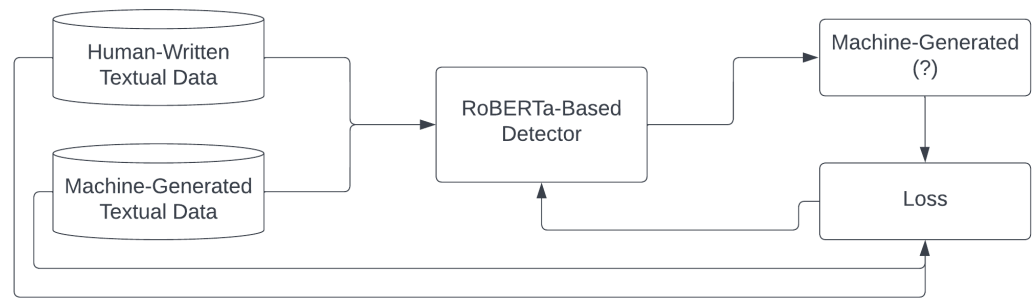 Human-Written
Textual Data
Machine-Generated
Textual Data
RoBERTa-Based
Detector
Machine-Generated
(?)
Loss